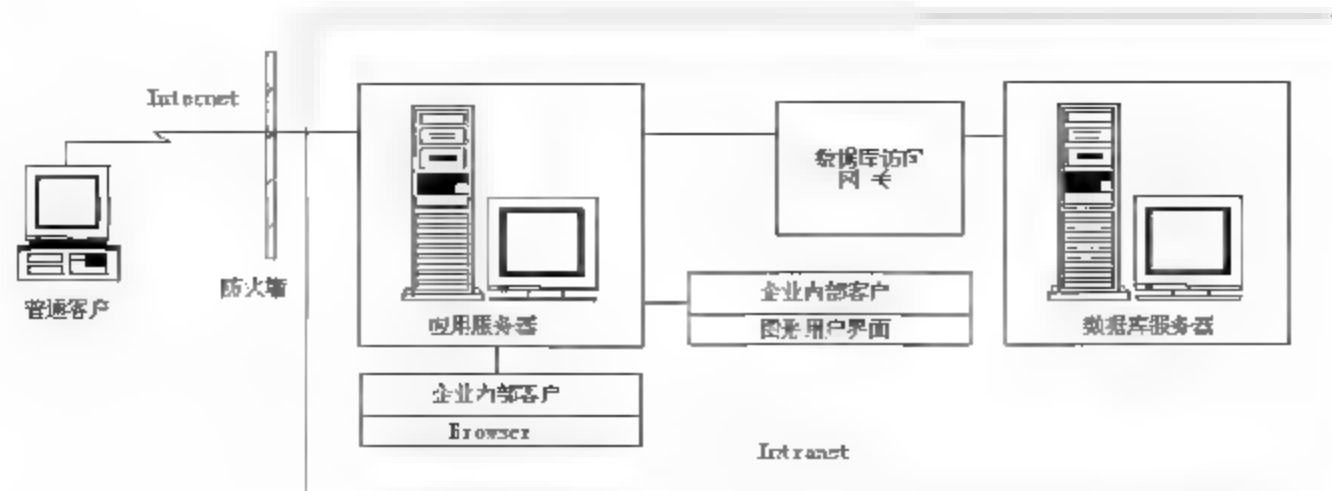 Internet
数据库访问
网 关
防火墙
普通客户
应用服务器
企业内部客户
图形用户界面
数据库服务器
企业内部客户
Browser
Intranet